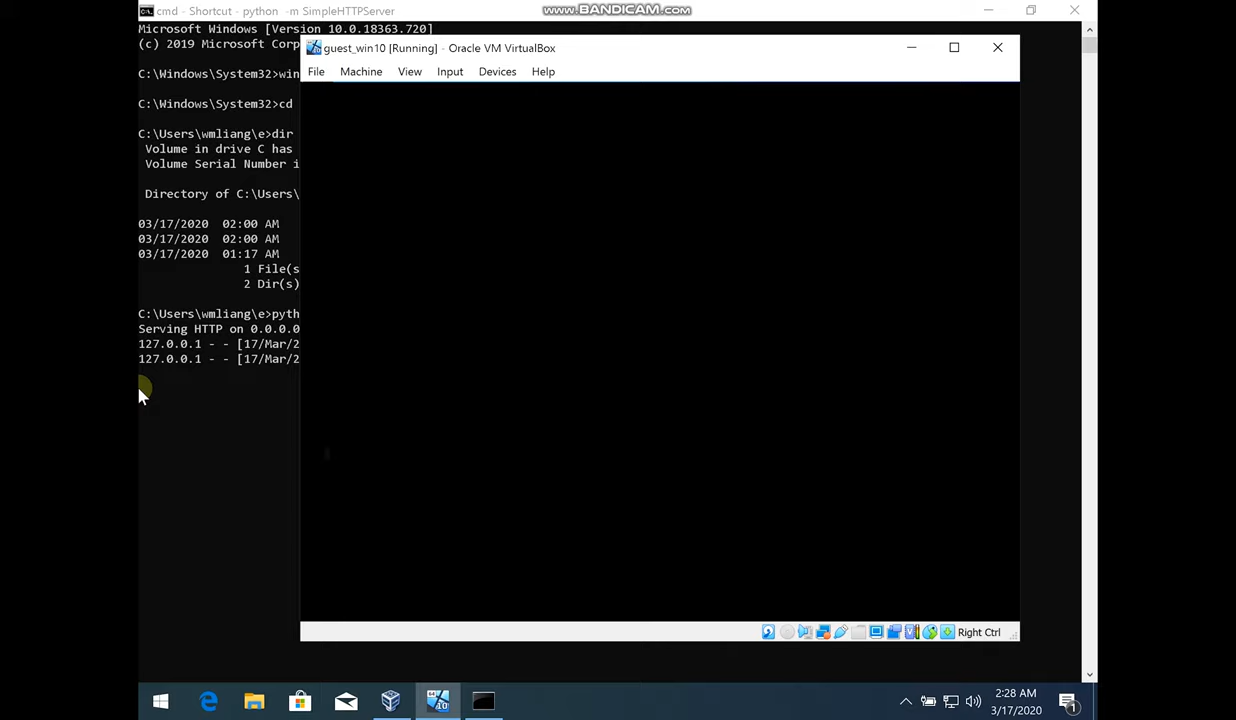 cmd - Shortcut - python  -m SimpleHTTPServer
www.BANDICAM.com
Microsoft Windows [Version 10.0.18363.720]
(c) 2019 Microsoft Corp
guest_win10 [Running] - Oracle VM VirtualBox
File Machine View Input Devices Help
C:\Windows\System32>win
C:\Windows\System32>cd
C:\Users\wmliang\e>dir
Volume in drive C has
Volume Serial Number i
Directory of C:\Users\
03/17/2020  02:00 AM
03/17/2020  02:00 AM
03/17/2020  01:17 AM
1 File(s
2 Dir(s)
C:\Users\wmliang\e>pyth
Serving HTTP on 0.0.0.0
127.0.0.1 - - [17/Mar/2
127.0.0.1 - - [17/Mar/2
Right Ctrl
10
2:28 AM
3/17/2020
1